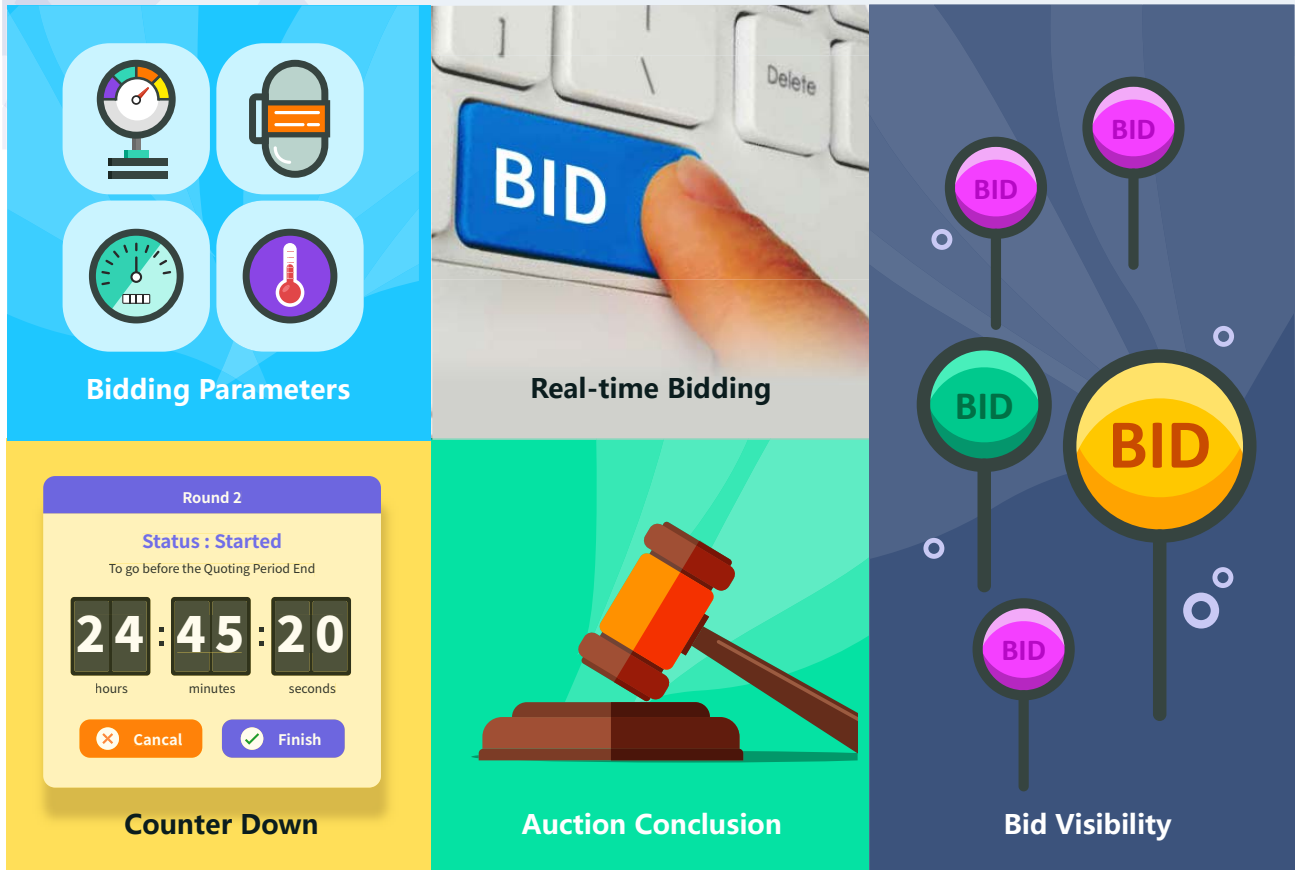 Bidding Parameters
]
\
Delete
BID
Real-time Bidding
Round 2
Status : Started
To go before the Quoting Period End
24 : 45 : 20
hours minutes seconds
Cancal Finish
Counter Down
Auction Conclusion
BID
BID
BID
BID
BID
Bid Visibility